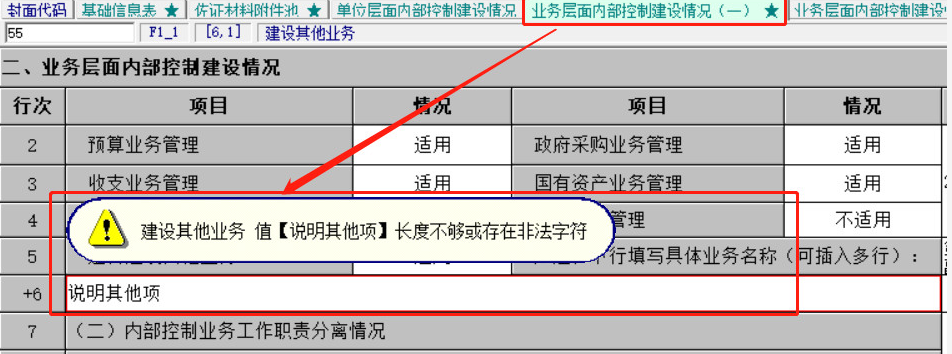 封面代码 基础信息表 ★ 佐证材料附件池 ★ 单位层面内部控制建设情况 业务层面内部控制建设情况（一） ★ 业务层面内部控制建设
55 F1_1 [6,1] 建设其他业务
二、业务层面内部控制建设情况
行次 项目 情况 项目 情况
2 预算业务管理 适用 政府采购业务管理 适用
3 收支业务管理 适用 国有资产业务管理 适用
4 管理 不适用
建设其他业务 值【说明其他项】长度不够或存在非法字符
5 行填写具体业务名称（可插入多行）：
+6 说明其他项
7 （二）内部控制业务工作职责分离情况